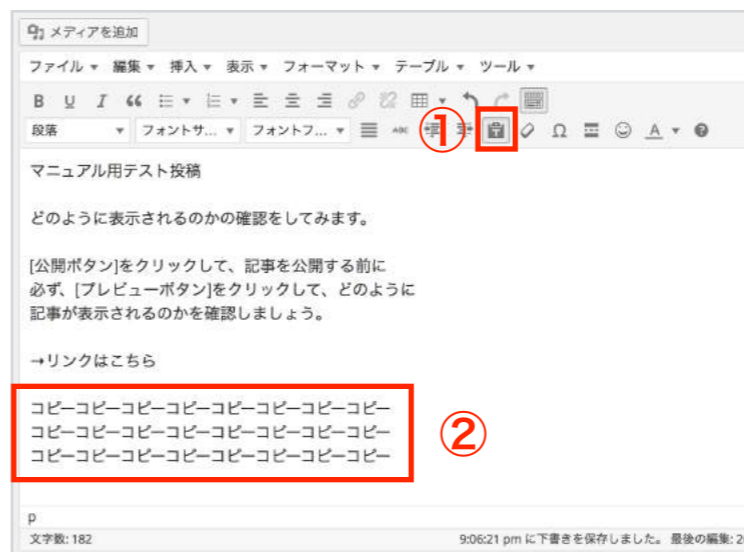 メディアを追加
ファイル 編集 挿入 表示 フォーマット テーブル ツール
B U I
段落 フォントサ... フォントフ... ABC ① T Ω A
マニュアル用テスト投稿
どのように表示されるのかの確認をしてみます。
[公開ボタン]をクリックして、記事を公開する前に
必ず、[プレビューボタン]をクリックして、どのように
記事が表示されるのかを確認しましょう。
→リンクはこちら
コピーコピーコピーコピーコピーコピーコピーコピー
コピーコピーコピーコピーコピーコピーコピーコピー
コピーコピーコピーコピーコピーコピーコピーコピー
②
p
文字数: 182 9:06:21 pm に下書きを保存しました。 最後の編集: